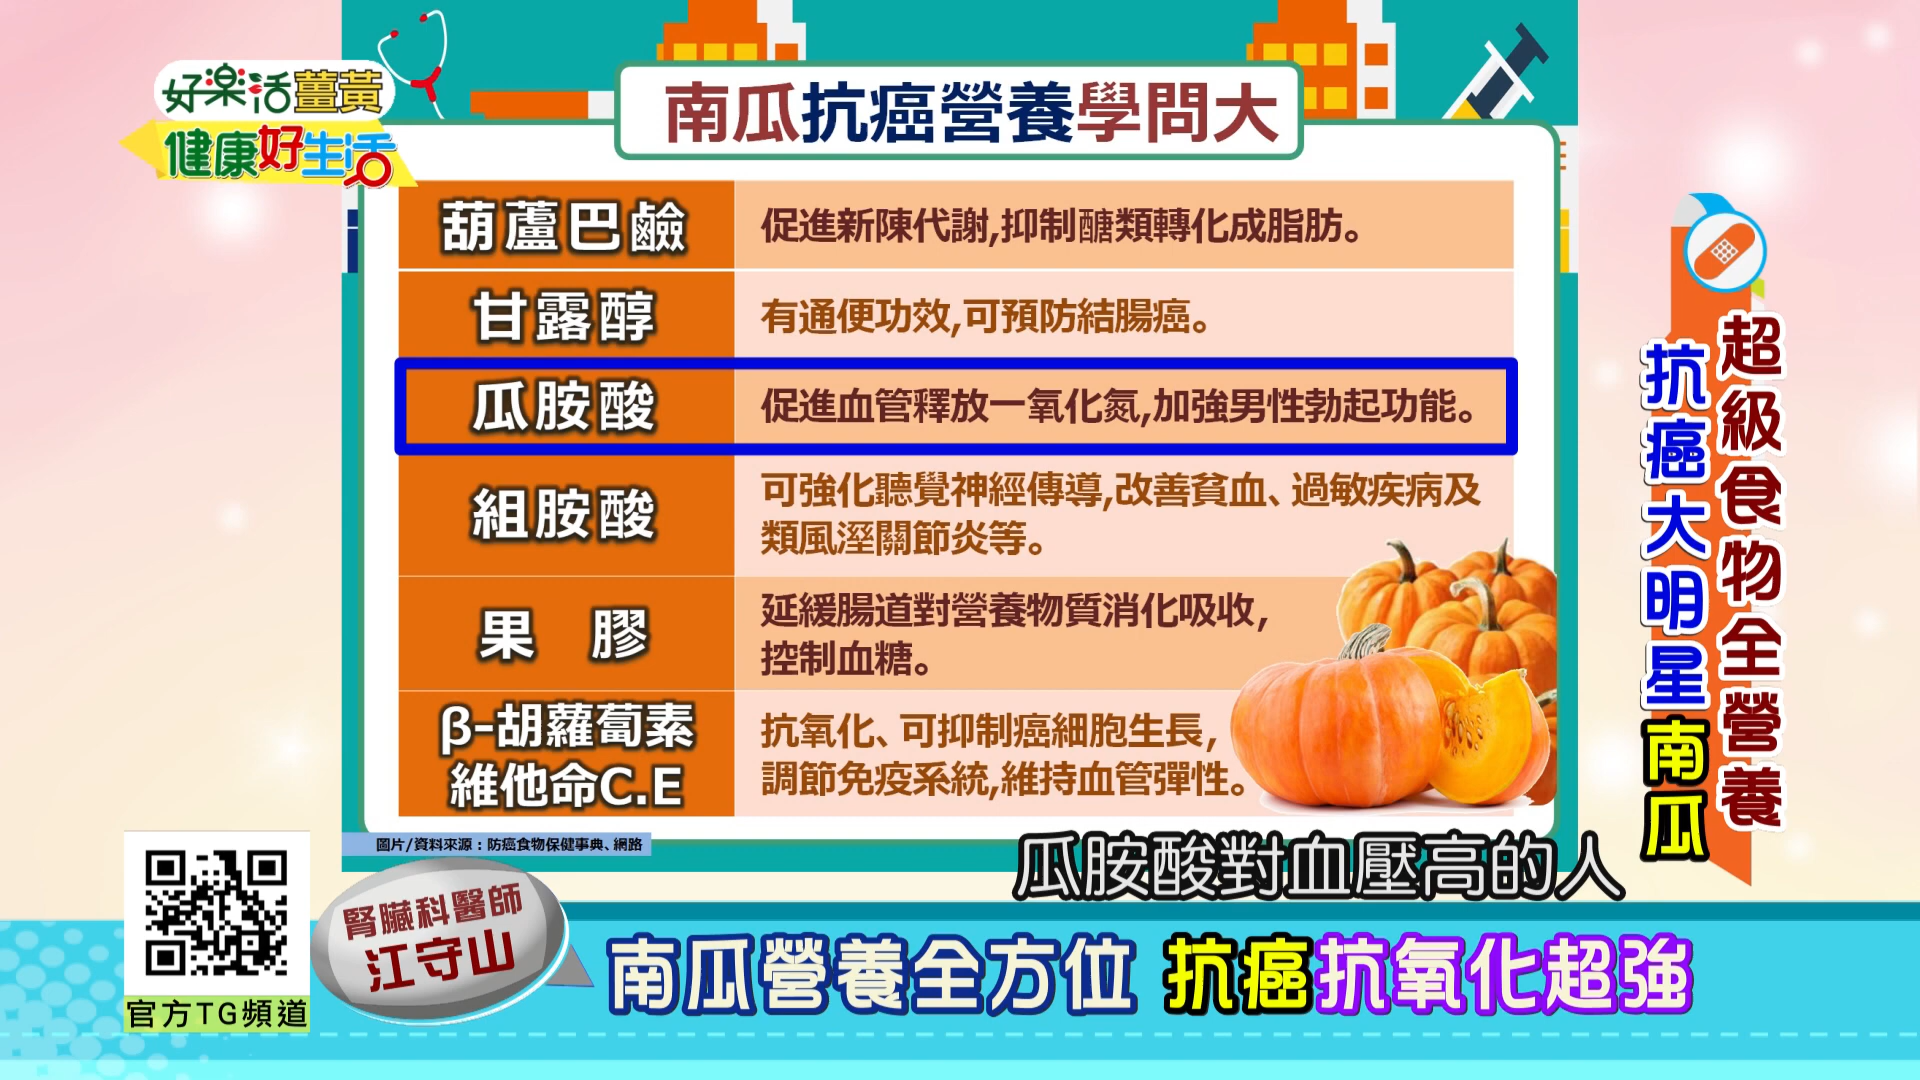 好樂活薑黃
健康好生活
南瓜抗癌營養學問大
葫蘆巴鹼
促進新陳代謝,抑制醣類轉化成脂肪。
甘露醇
有通便功效,可預防結腸癌。
瓜胺酸
促進血管釋放一氧化氮,加強男性勃起功能。
組胺酸
可強化聽覺神經傳導,改善貧血、過敏疾病及
類風溼關節炎等。
果 膠
延緩腸道對營養物質消化吸收,
控制血糖。
β-胡蘿蔔素
維他命C.E
抗氧化、可抑制癌細胞生長,
調節免疫系統,維持血管彈性。
圖片/資料來源:防癌食物保健事典、網路
超級食物全營養
抗癌大明星南瓜
瓜胺酸對血壓高的人
腎臟科醫師
江守山
南瓜營養全方位 抗癌抗氧化超強
官方TG頻道